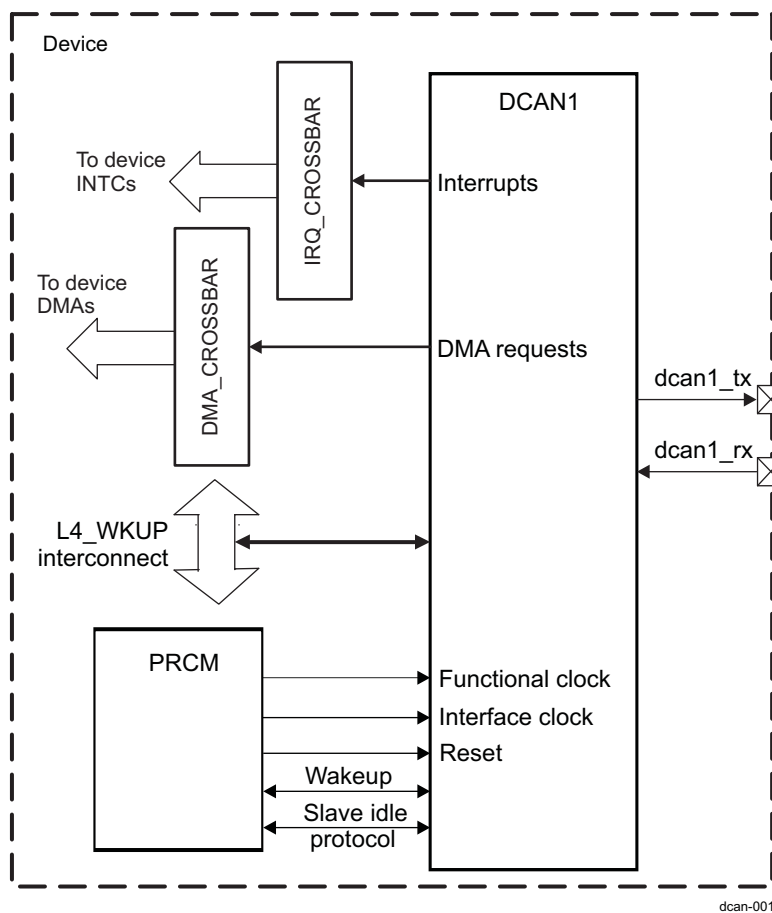 Device
DCAN1
To device
INTCs
IRQ_CROSSBAR
Interrupts
To device
DMAs
DMA_CROSSBAR
DMA requests
dcan1_tx
dcan1_rx
L4_WKUP
interconnect
PRCM
Functional clock
Interface clock
Reset
Wakeup
Slave idle
protocol
dcan-001